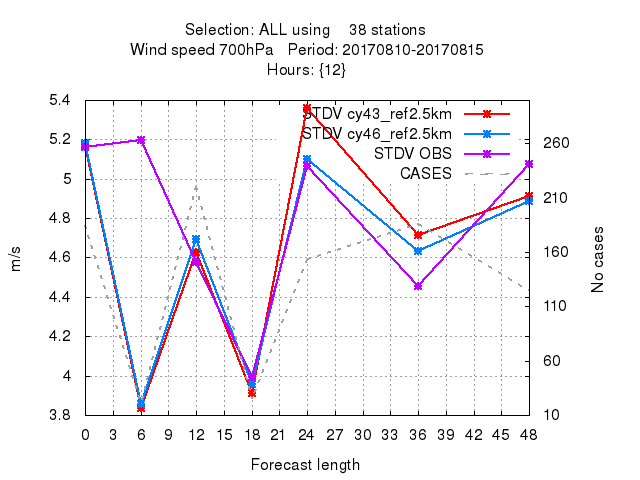 Selection: ALL using 38 stations
Wind speed 700hPa Period: 20170810-20170815
Hours: {12}
STDV cy43_ref2.5km
STDV cy46_ref2.5km
STDV OBS
CASES
5.4
5.2
5
4.8
4.6
4.4
4.2
4
3.8
m/s
260
210
160
110
60
10
No cases
0 3 6 9 12 15 18 21 24 27 30 33 36 39 42 45 48
Forecast length